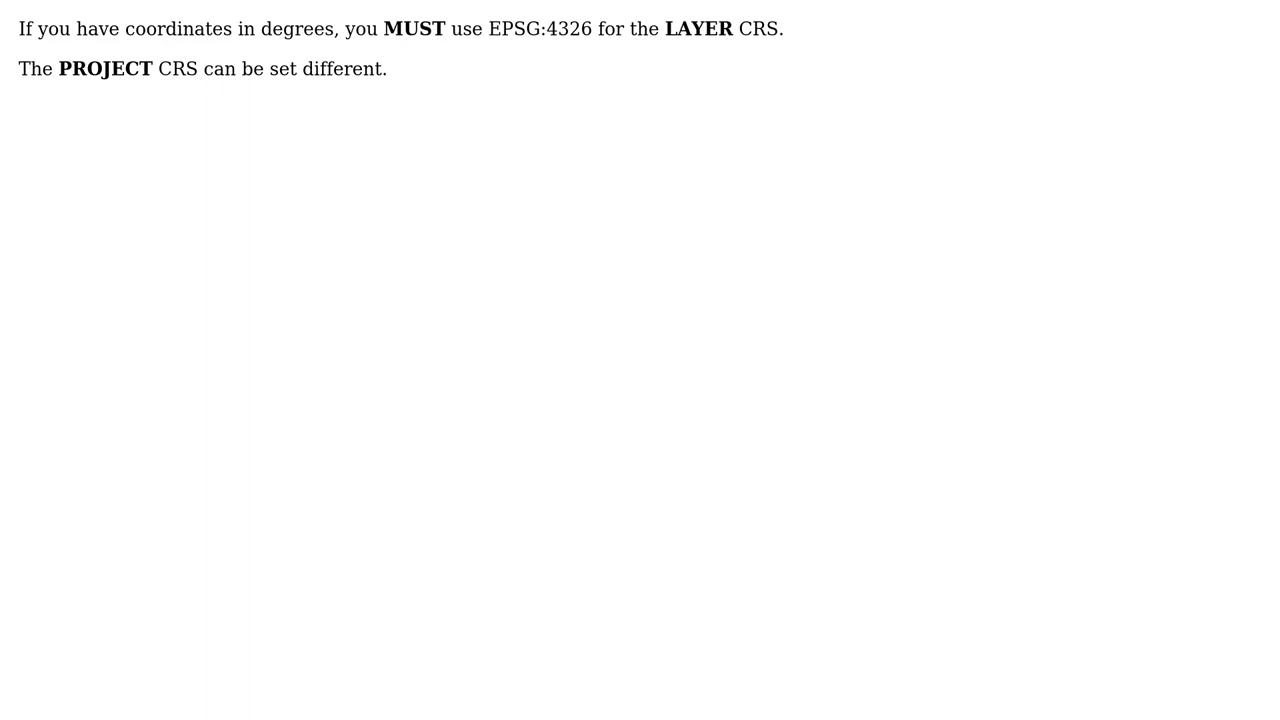 If you have coordinates in degrees, you MUST use EPSG:4326 for the LAYER CRS.
The PROJECT CRS can be set different.